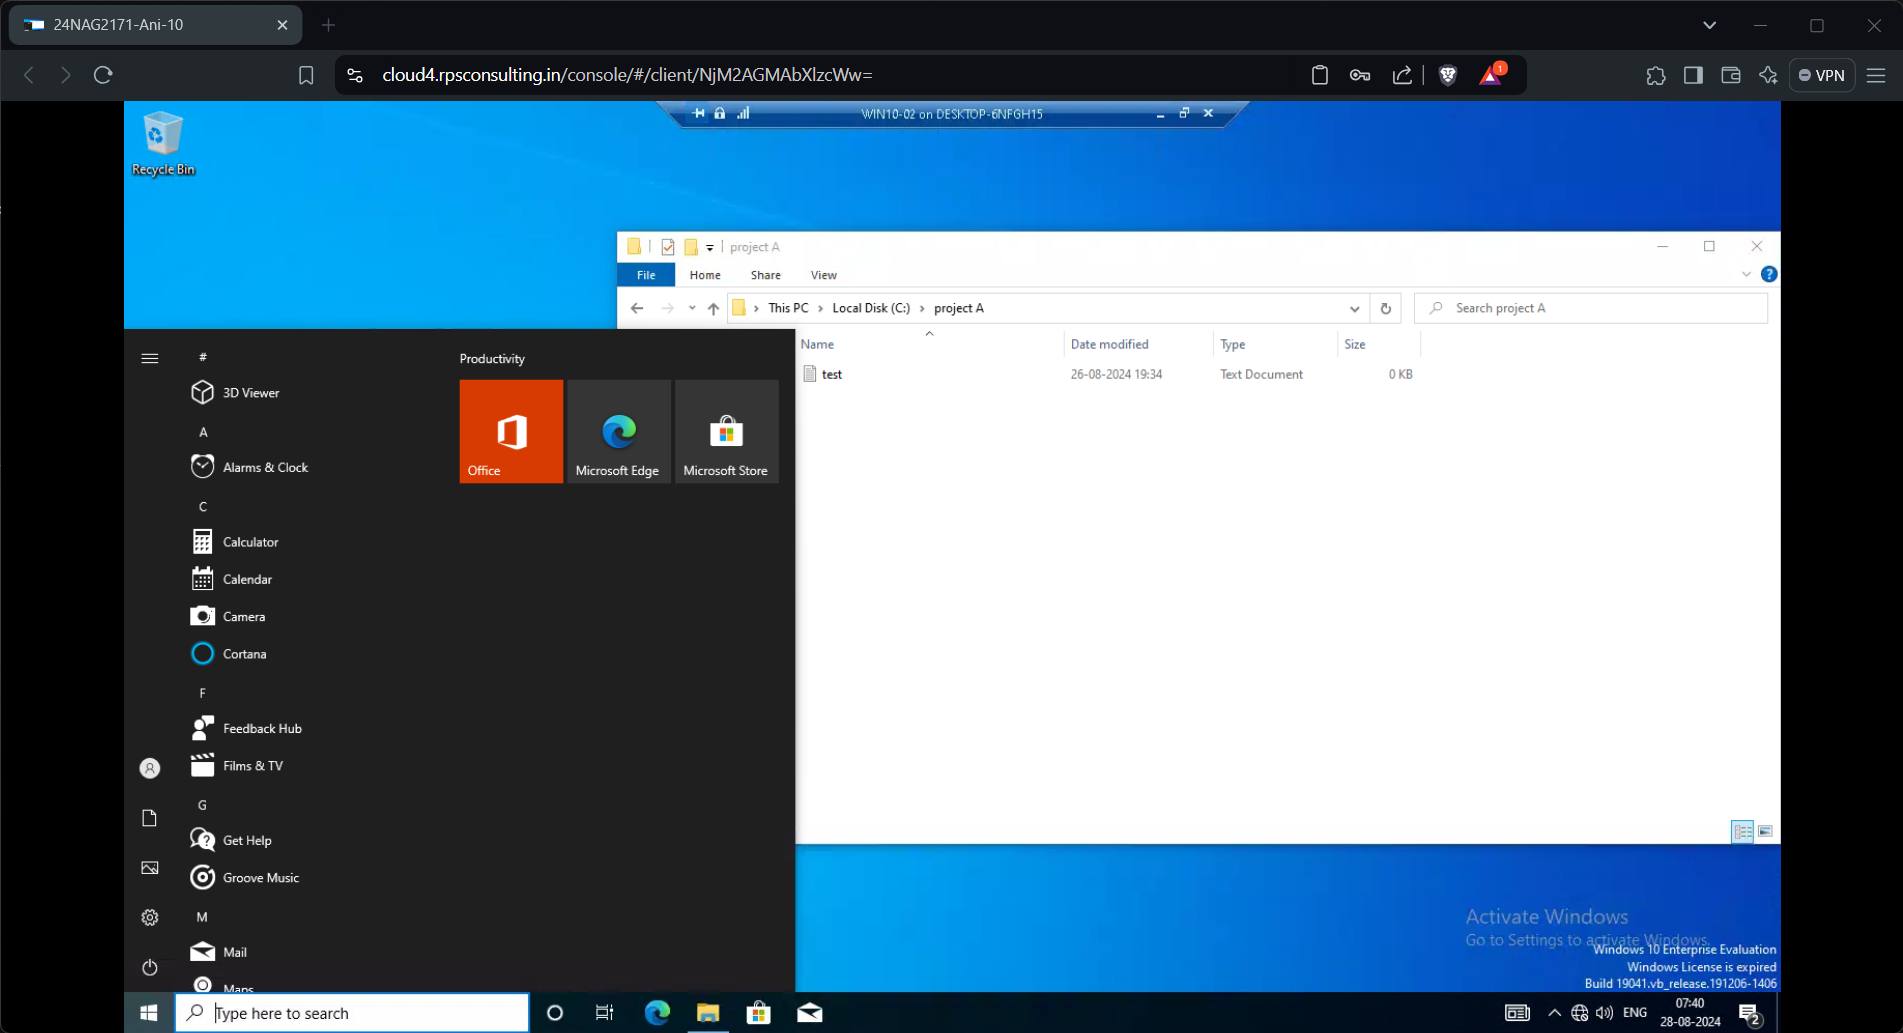 24NAG2171-Ani-10
cloud4.rpsconsulting.in/console/#/client/NjM2AGMAbXlzcWw=
1
VPN
WIN10-02 on DESKTOP-6NFGH15
Recycle Bin
project A
File Home Share View
This PC Local Disk (C:) project A
Search project A
Name Date modified Type Size
test 26-08-2024 19:34 Text Document 0 KB
#
3D Viewer
A
Alarms & Clock
C
Calculator
Calendar
Camera
Cortana
F
Feedback Hub
Films & TV
G
Get Help
Groove Music
M
Mail
Maps
Productivity
Office
Microsoft Edge
Microsoft Store
Activate Windows
Go to Settings to activate Windows.
Windows 10 Enterprise Evaluation
Windows License is expired
Build 19041.vb_release.191206-1406
Type here to search
ENG
07:40
28-08-2024
2